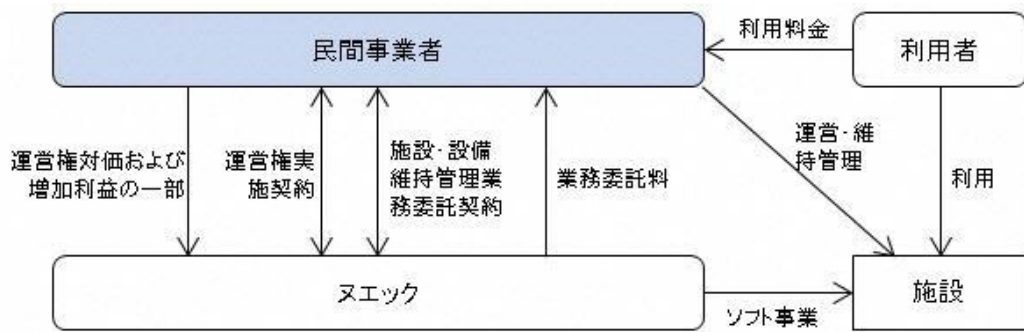 民間事業者
利用料金
利用者
運営権対価および
増加利益の一部
運営権実
施契約
施設・設備
維持管理業
務委託契約
業務委託料
運営・維
持管理
利用
ヌエック
ソフト事業
施設